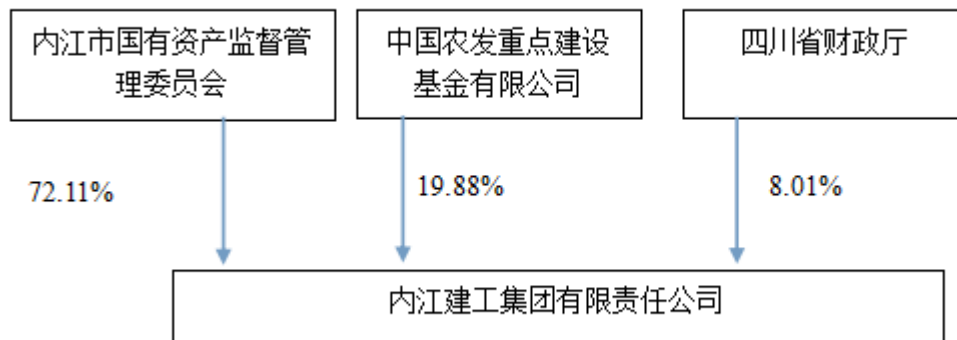 内江市国有资产监督管
理委员会
中国农发重点建设
基金有限公司
四川省财政厅
72.11%
19.88%
8.01%
内江建工集团有限责任公司